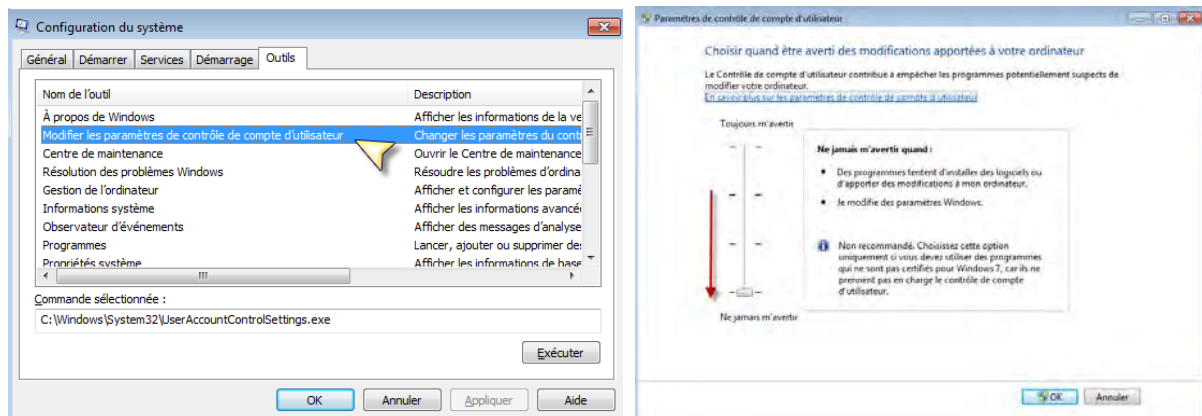 Configuration du système
Général Démarrer Services Démarrage Outils
Nom de l'outil Description
À propos de Windows Afficher les informations de la ve
Modifier les paramètres de contrôle de compte d'utilisateur Changer les paramètres du cont
Centre de maintenance Ouvrir le Centre de maintenance
Résolution des problèmes Windows Résoudre les problèmes d'ordina
Gestion de l'ordinateur Afficher et configurer les paramè
Informations système Afficher les informations avancé
Observateur d'événements Afficher des messages d'analyse
Programmes Lancer, ajouter ou supprimer de
Propriétés système Afficher les informations de base
Commande sélectionnée :
C:\Windows\System32\UserAccountControlSettings.exe
Exécuter
OK Annuler Appliquer Aide
Paramètres de contrôle de compte d'utilisateur
Choisir quand être averti des modifications apportées à votre ordinateur
Le Contrôle de compte d'utilisateur contribue à empêcher les programmes potentiellement suspects de
modifier votre ordinateur.
En savoir plus sur les paramètres de contrôle de compte d'utilisateur
Toujours m'avertir
Ne jamais m'avertir quand :
Des programmes tentent d'installer des logiciels ou
d'apporter des modifications à mon ordinateur.
Je modifie des paramètres Windows.
Non recommandé. Choisissez cette option
uniquement si vous devez utiliser des programmes
qui ne sont pas certifiés pour Windows 7, car ils ne
prennent pas en charge le contrôle de compte
d'utilisateur.
Ne jamais m'avertir
OK Annuler